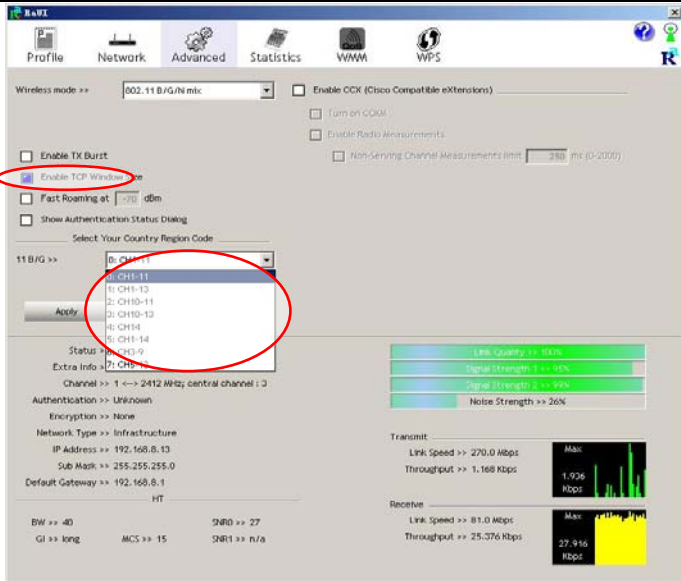 RaUI
Profile
Network
Advanced
Statistics
WMM
QoS
WPS
R
Wireless mode >> 802.11 B/G/N mix
Enable CCX (Cisco Compatible eXtensions)
Turn on CCKM
Enable Radio Measurements
Non-Serving Channel Measurements limit 250 ms (0-2000)
Enable TX Burst
Enable TCP Window Size
Fast Roaming at -70 dBm
Show Authentication Status Dialog
Select Your Country Region Code
11 B/G >> 0: CH1-11
0: CH1-11
1: CH1-13
2: CH10-11
3: CH10-13
4: CH14
5: CH1-14
6: CH3-9
7: CH5-13
Apply
Status >>
Extra Info >>
Channel >> 1 <--> 2412 MHz; central channel : 3
Authentication >> Unknown
Encryption >> None
Network Type >> Infrastructure
IP Address >> 192.168.8.13
Sub Mask >> 255.255.255.0
Default Gateway >> 192.168.8.1
HT
BW >> 40
SNR0 >> 27
GI >> long
MCS >> 15
SNR1 >> n/a
Link Quality >> 100%
Signal Strength 1 >> 95%
Signal Strength 2 >> 99%
Noise Strength >> 26%
Transmit
Link Speed >> 270.0 Mbps
Throughput >> 1.168 Kbps
Max
1.936
Kbps
Receive
Link Speed >> 81.0 Mbps
Throughput >> 25.376 Kbps
Max
27.916
Kbps